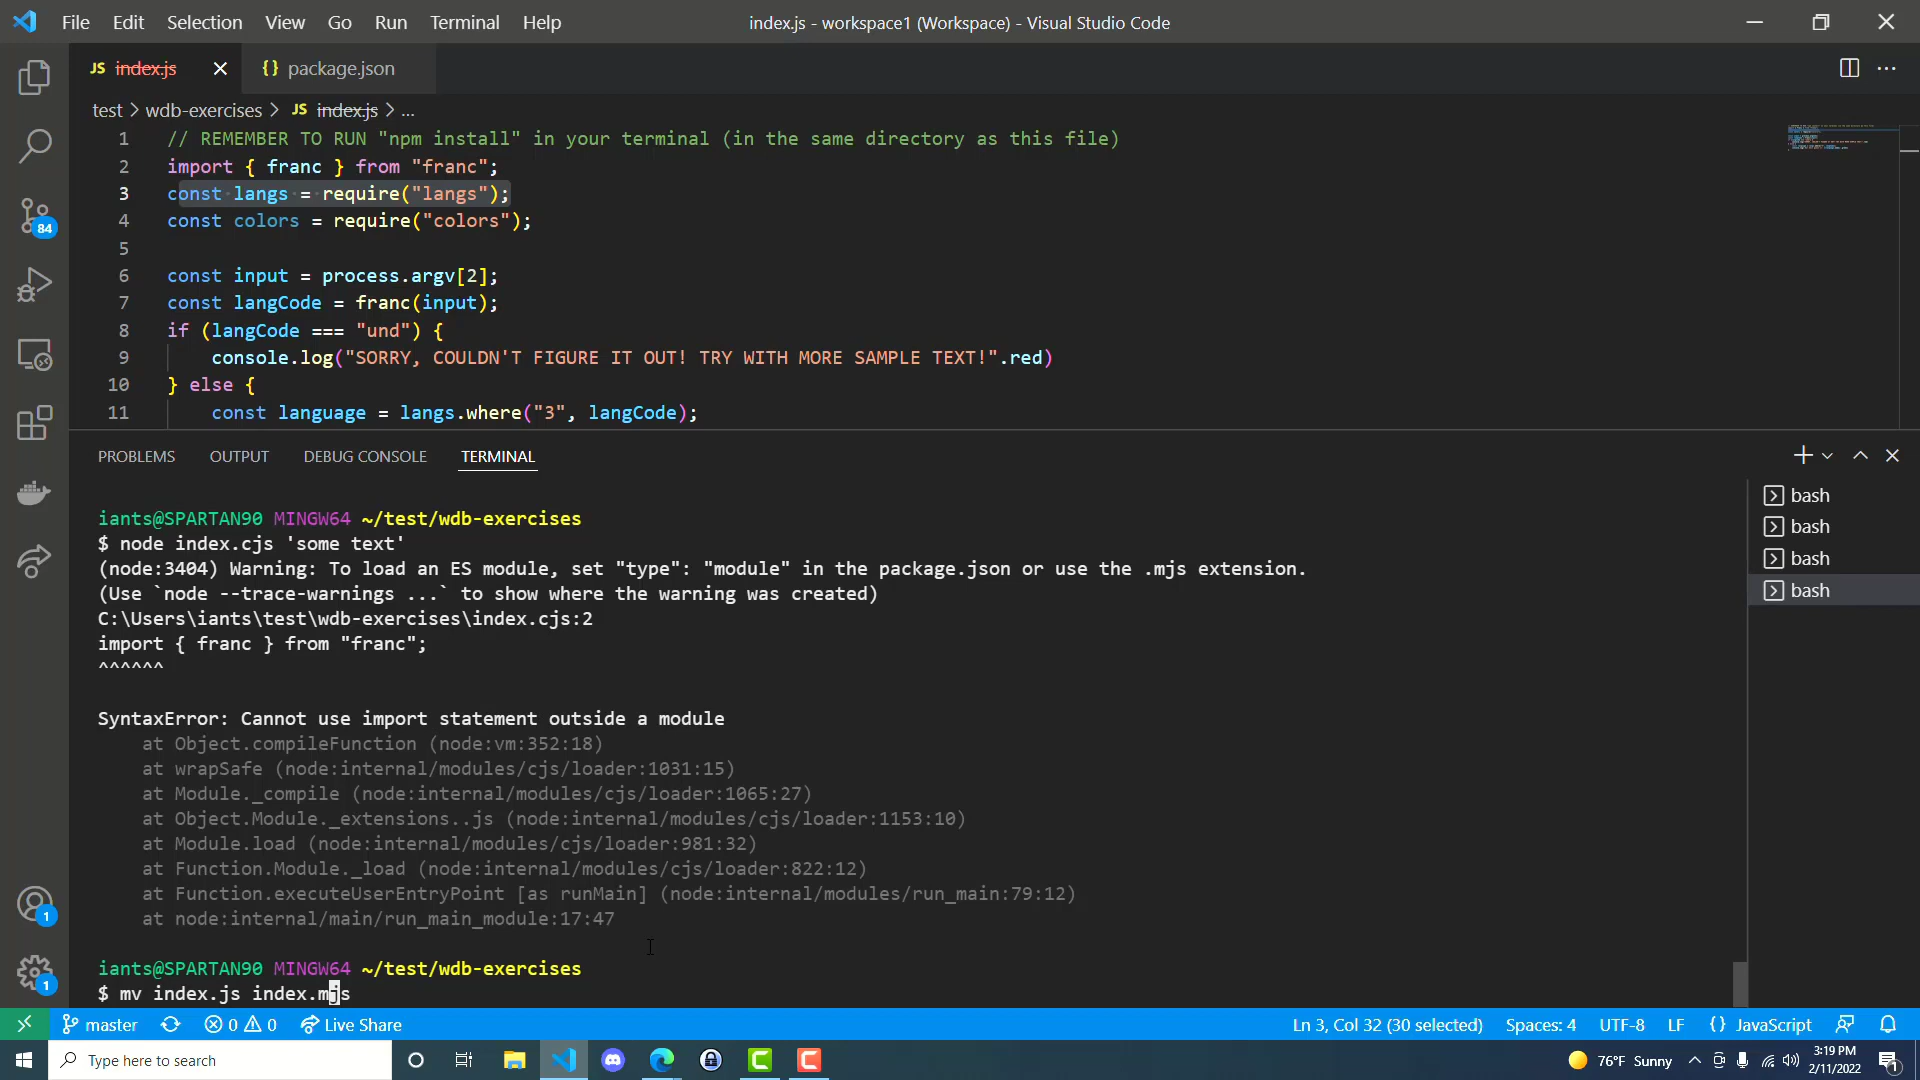 File Edit Selection View Go Run Terminal Help
index.js - workspace1 (Workspace) - Visual Studio Code
JS index.js
{} package.json
test > wdb-exercises > JS index.js > ...
1 // REMEMBER TO RUN "npm install" in your terminal (in the same directory as this file)
2 import { franc } from "franc";
3 const langs = require("langs");
4 const colors = require("colors");
5
6 const input = process.argv[2];
7 const langCode = franc(input);
8 if (langCode === "und") {
9 console.log("SORRY, COULDN'T FIGURE IT OUT! TRY WITH MORE SAMPLE TEXT!".red)
10 } else {
11 const language = langs.where("3", langCode);
84
PROBLEMS OUTPUT DEBUG CONSOLE TERMINAL
bash
bash
bash
bash
iants@SPARTAN90 MINGW64 ~/test/wdb-exercises
$ node index.cjs 'some text'
(node:3404) Warning: To load an ES module, set "type": "module" in the package.json or use the .mjs extension.
(Use `node --trace-warnings ...` to show where the warning was created)
C:\Users\iants\test\wdb-exercises\index.cjs:2
import { franc } from "franc";
^^^^^^
SyntaxError: Cannot use import statement outside a module
at Object.compileFunction (node:vm:352:18)
at wrapSafe (node:internal/modules/cjs/loader:1031:15)
at Module._compile (node:internal/modules/cjs/loader:1065:27)
at Object.Module._extensions..js (node:internal/modules/cjs/loader:1153:10)
at Module.load (node:internal/modules/cjs/loader:981:32)
at Function.Module._load (node:internal/modules/cjs/loader:822:12)
at Function.executeUserEntryPoint [as runMain] (node:internal/modules/run_main:79:12)
at node:internal/main/run_main_module:17:47
iants@SPARTAN90 MINGW64 ~/test/wdb-exercises
$ mv index.js index.mjs
1
1
master 0 0 Live Share
Ln 3, Col 32 (30 selected) Spaces: 4 UTF-8 LF {} JavaScript
Type here to search
76°F Sunny
3:19 PM
2/11/2022
1